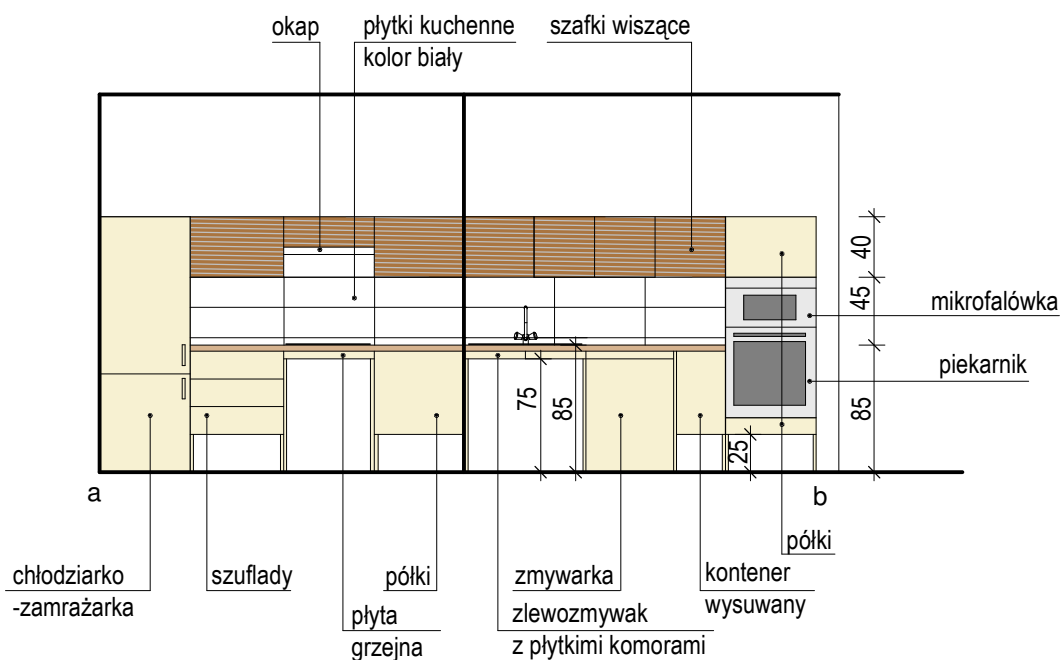 okap
płytki kuchenne
kolor biały
szafki wiszące
40
45
mikrofalówka
piekarnik
75
85
85
25
a
b
półki
chłodziarko
-zamrażarka
szuflady
półki
zmywarka
kontener
wysuwany
płyta
grzejna
zlewozmywak
z płytkimi komorami